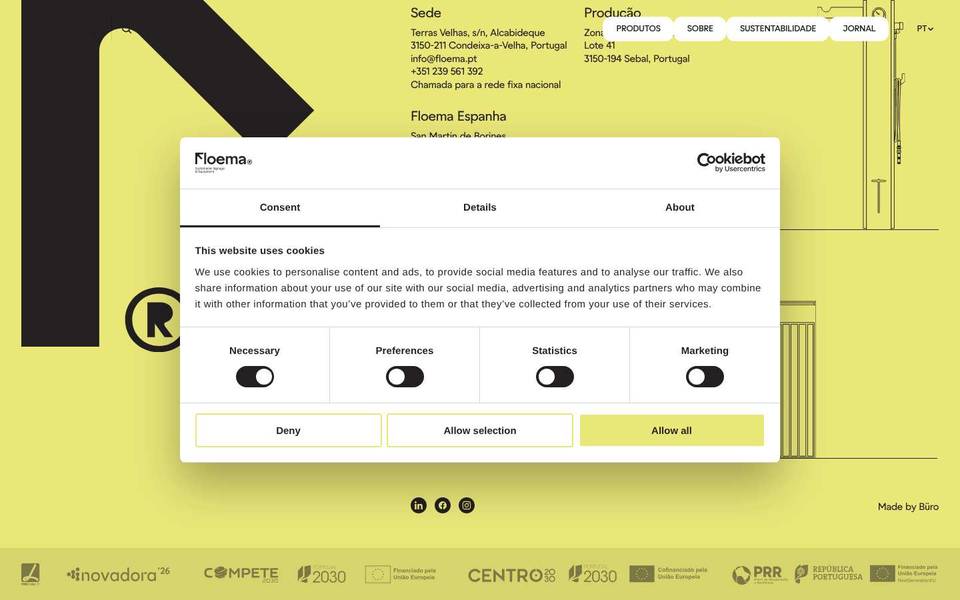 Sede
Terras Velhas, s/n, Alcabideque
3150-211 Condeixa-a-Velha, Portugal
info@floema.pt
+351 239 561 392
Chamada para a rede fixa nacional
Produção
Lote 41
3150-194 Sebal, Portugal
PRODUTOS
SOBRE
SUSTENTABILIDADE
JORNAL
PT
Floema Espanha
San Martin de Borines
R
Floema®
Cookiebot
by Usercentrics
Consent
Details
About
This website uses cookies
We use cookies to personalise content and ads, to provide social media features and to analyse our traffic. We also
share information about your use of our site with our social media, advertising and analytics partners who may combine
it with other information that you’ve provided to them or that they’ve collected from your use of their services.
Necessary
Preferences
Statistics
Marketing
Deny
Allow selection
Allow all
in
Made by Büro
inovadora'26
COMPETE
2030
2030
Financiado pela
União Europeia
CENTRO2030
2030
Cofinanciado pela
União Europeia
PRR
REPÚBLICA
PORTUGUESA
Financiado pela
União Europeia
NextGenerationEU